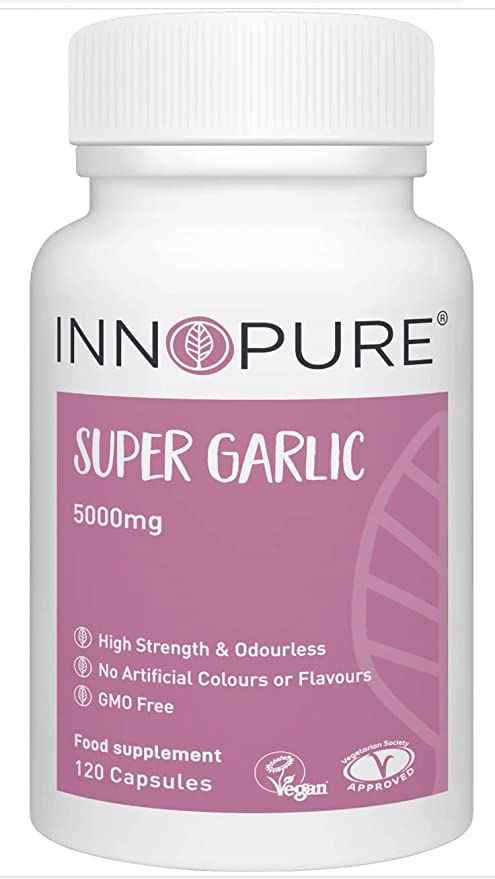 INNOPURE®
SUPER GARLIC
5000mg
High Strength & Odourless
No Artificial Colours or Flavours
GMO Free
Food supplement
120 Capsules
Vegan
Vegetarian Society
V
APPROVED